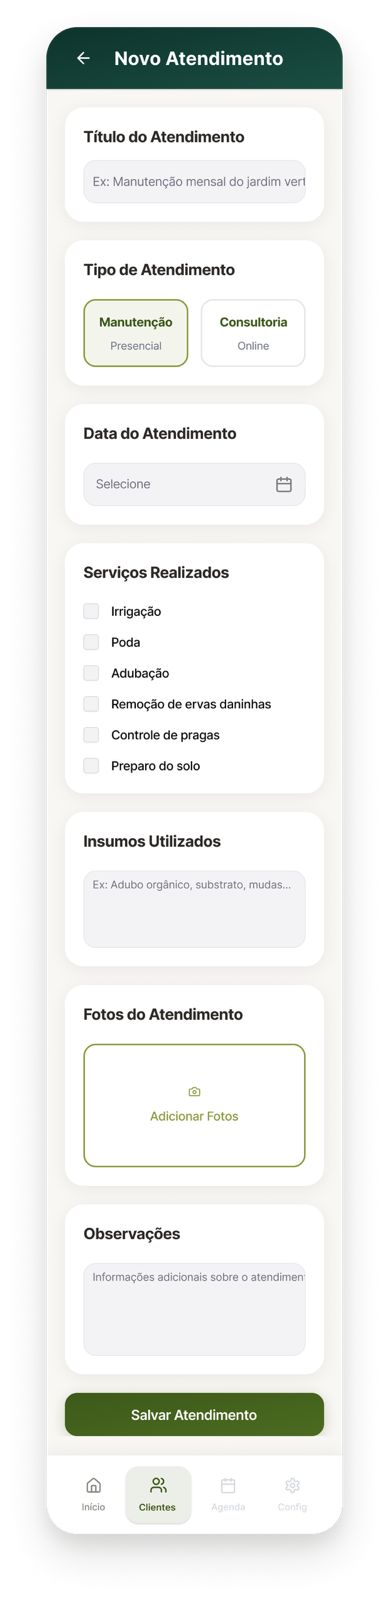 Novo Atendimento
Título do Atendimento
Ex: Manutenção mensal do jardim vert
Tipo de Atendimento
Manutenção
Presencial
Consultoria
Online
Data do Atendimento
Selecione
Serviços Realizados
Irrigação
Poda
Adubação
Remoção de ervas daninhas
Controle de pragas
Preparo do solo
Insumos Utilizados
Ex: Adubo orgânico, substrato, mudas...
Fotos do Atendimento
Adicionar Fotos
Observações
Informações adicionais sobre o atendimen
Salvar Atendimento
Início
Clientes
Agenda
Config